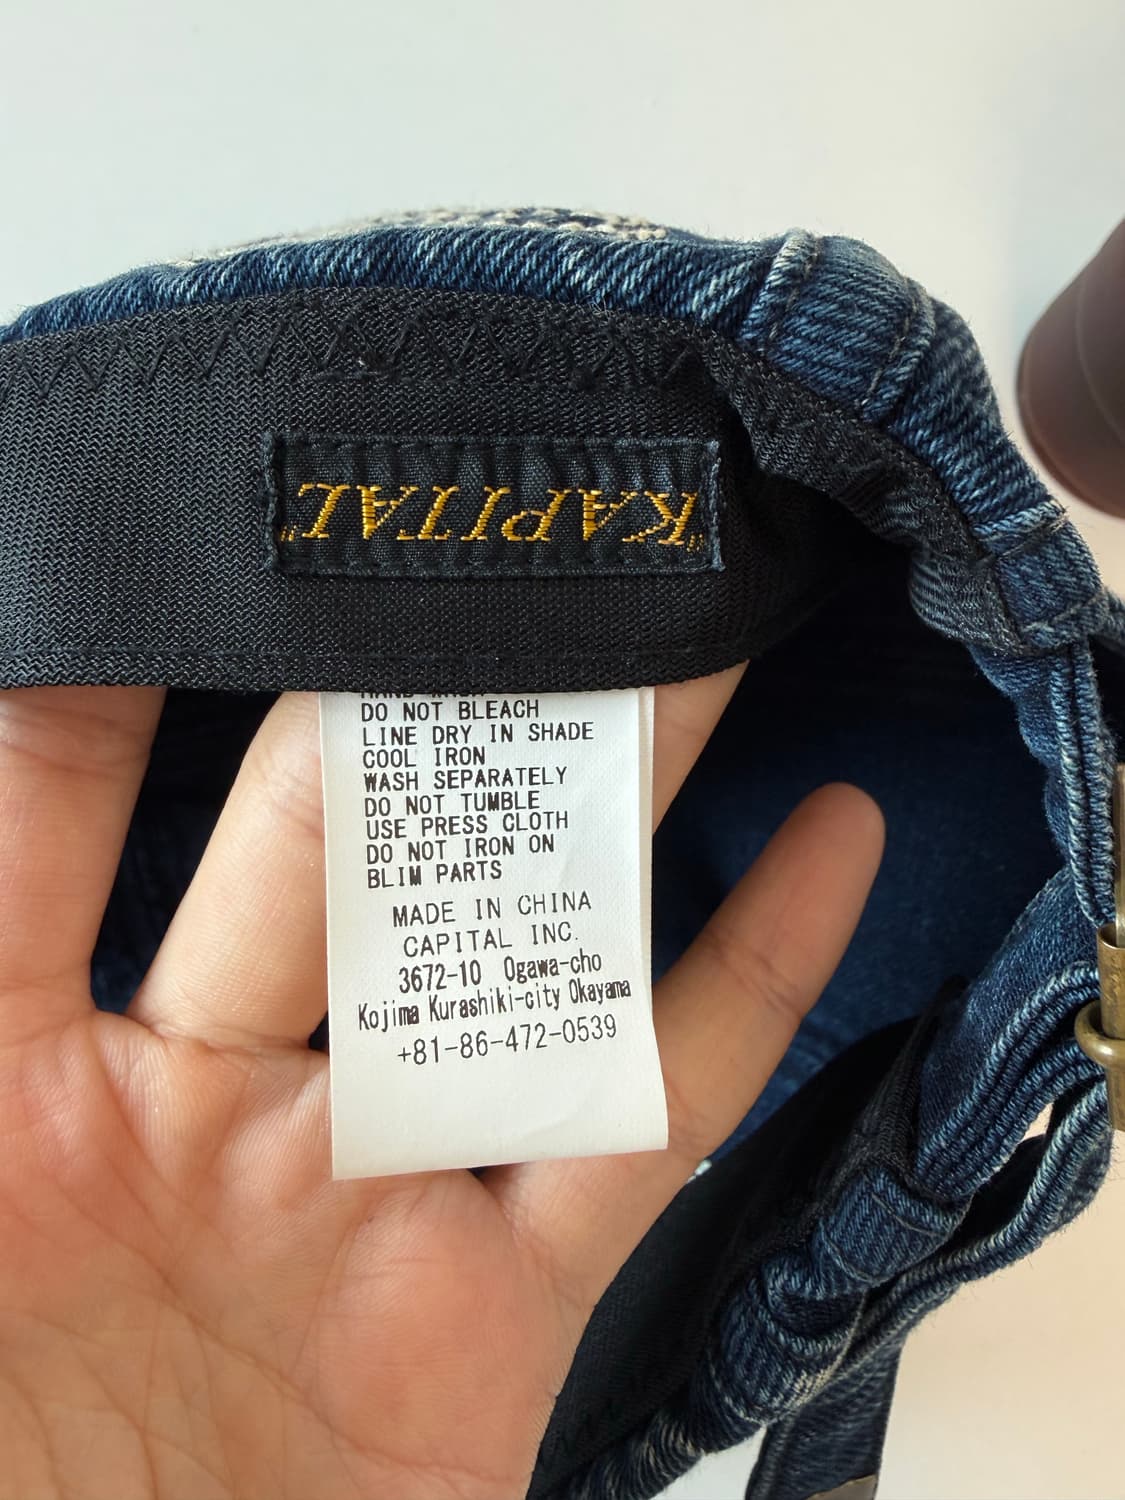 "KAPITAL"
HAND WASH
DO NOT BLEACH
LINE DRY IN SHADE
COOL IRON
WASH SEPARATELY
DO NOT TUMBLE
USE PRESS CLOTH
DO NOT IRON ON
BLIM PARTS
MADE IN CHINA
CAPITAL INC.
3672-10 Ogawa-cho
Kojima Kurashiki-city Okayama
+81-86-472-0539